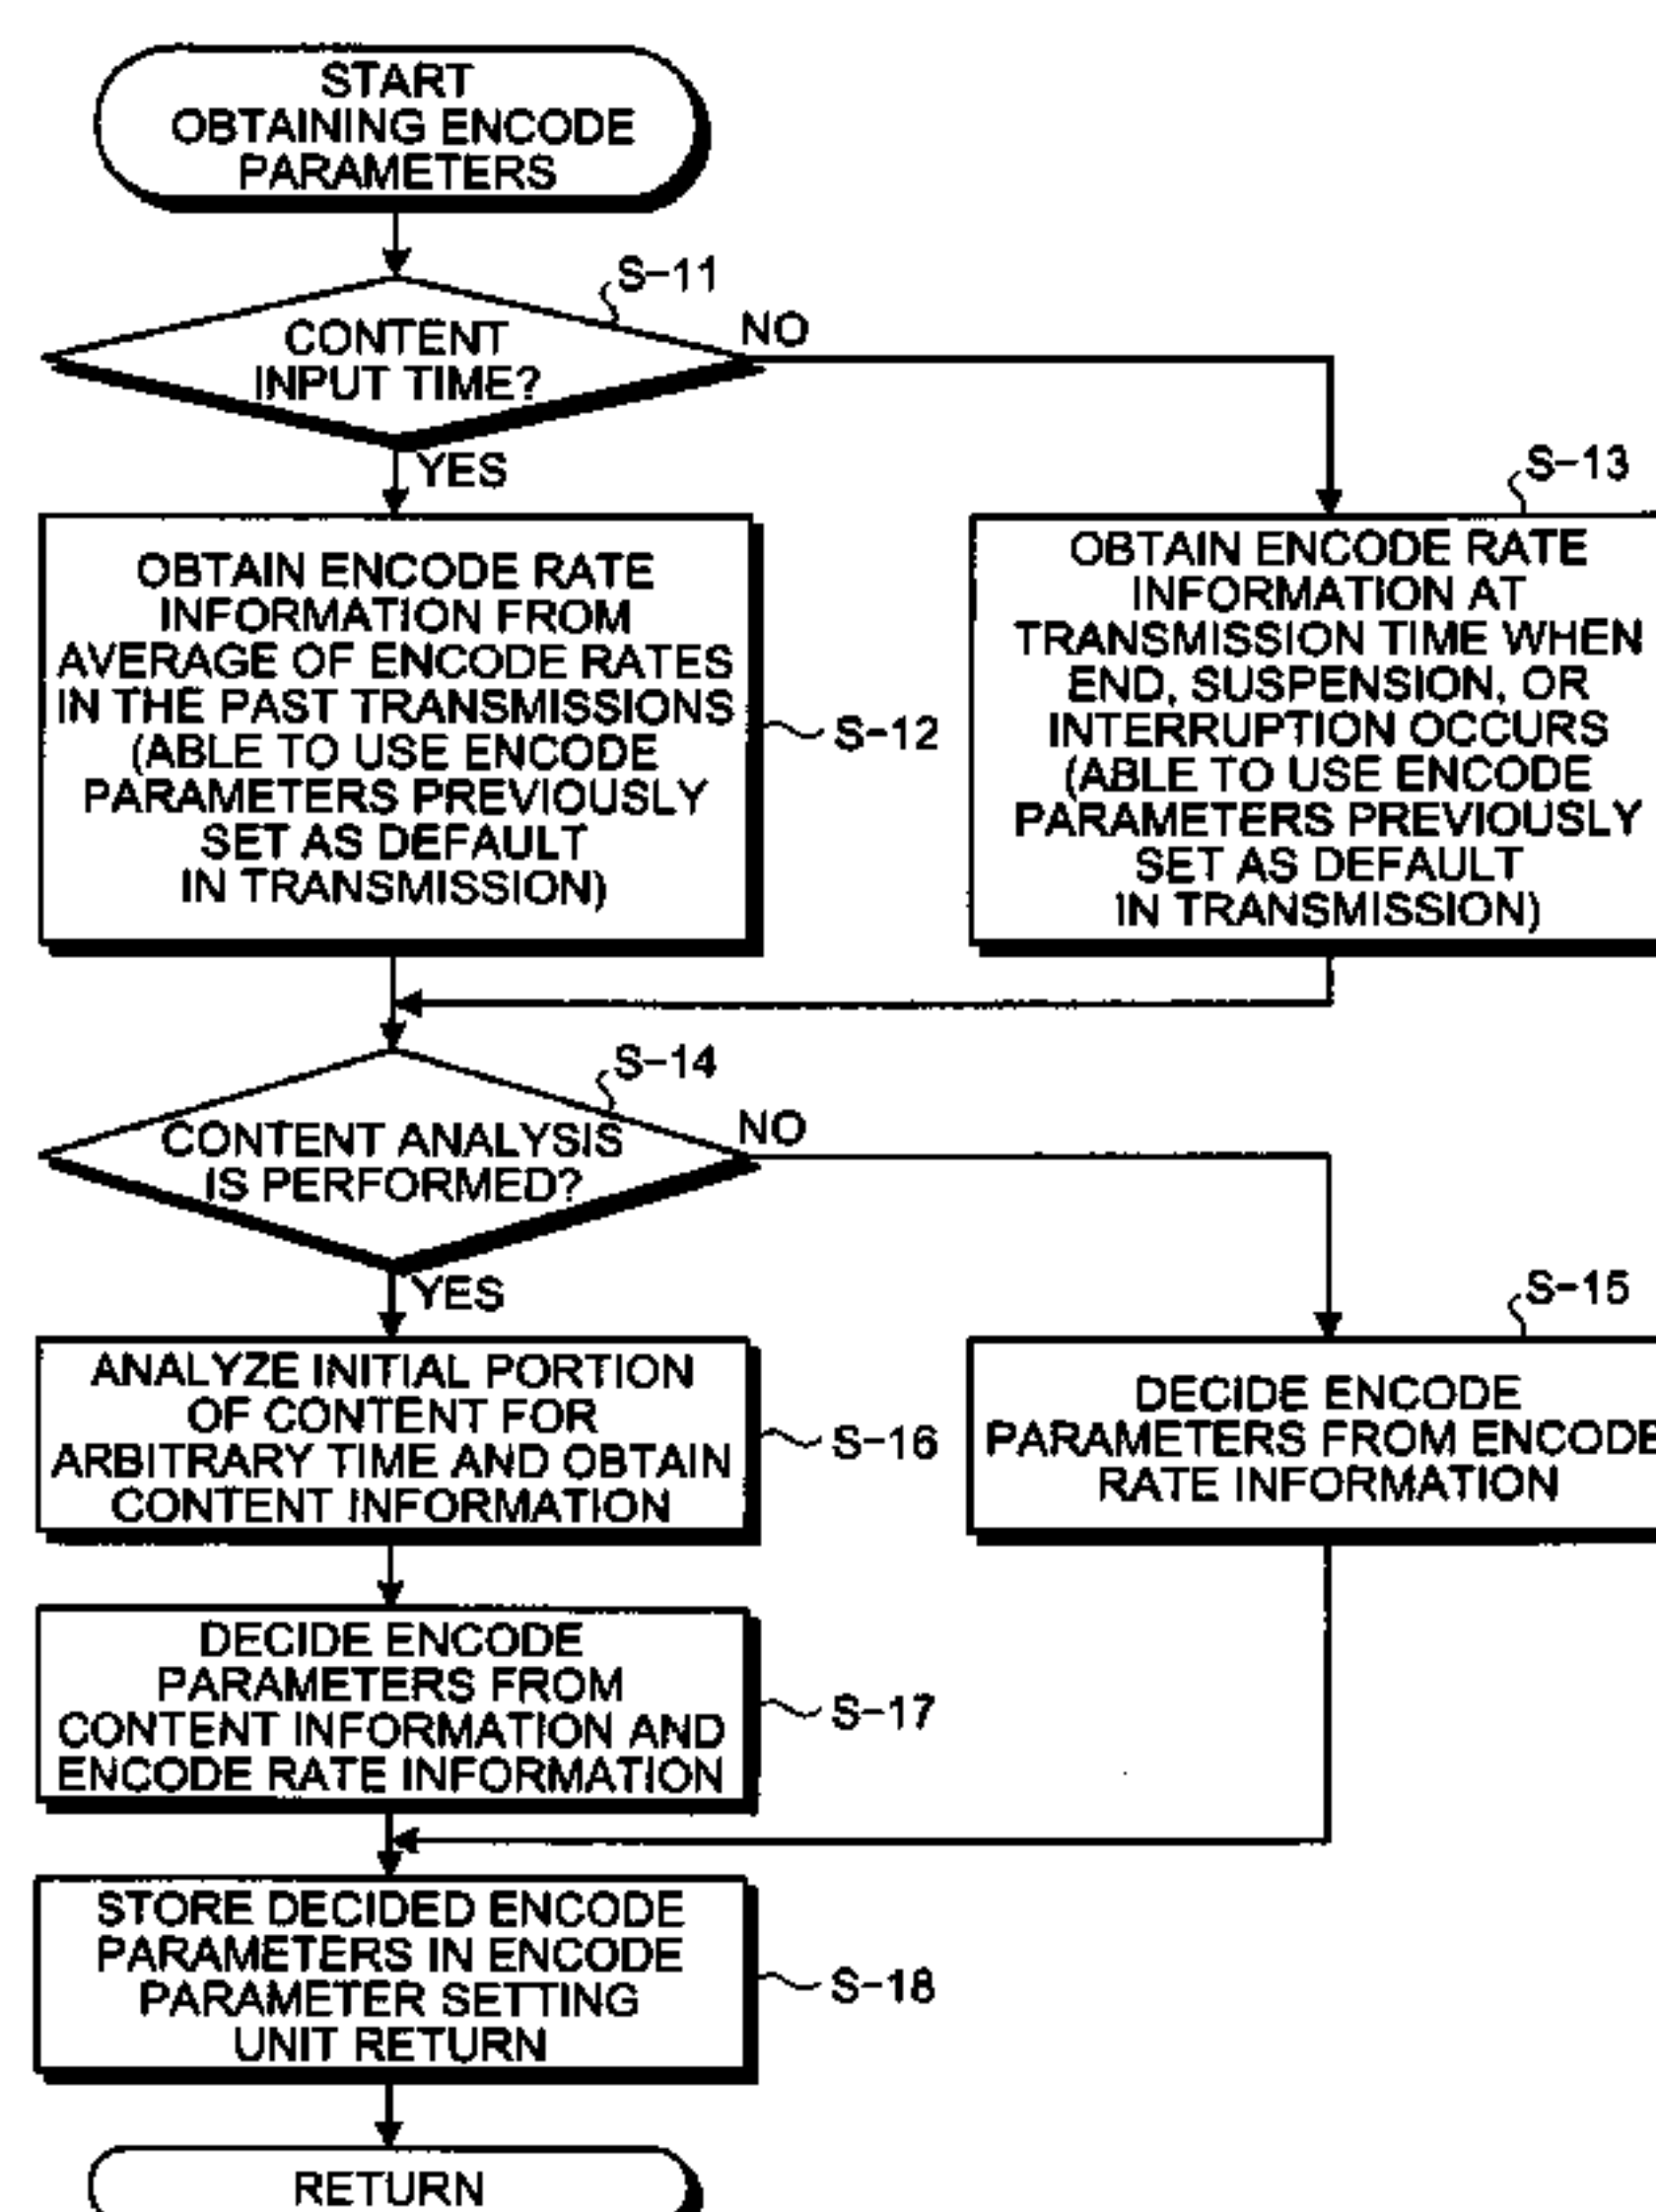 START
OBTAINING ENCODE
PARAMETERS
S-11
CONTENT
INPUT TIME?
NO
YES
S-13
OBTAIN ENCODE RATE
INFORMATION FROM
AVERAGE OF ENCODE RATES
IN THE PAST TRANSMISSIONS
(ABLE TO USE ENCODE
PARAMETERS PREVIOUSLY
SET AS DEFAULT
IN TRANSMISSION)
S-12
OBTAIN ENCODE RATE
INFORMATION AT
TRANSMISSION TIME WHEN
END, SUSPENSION, OR
INTERRUPTION OCCURS
(ABLE TO USE ENCODE
PARAMETERS PREVIOUSLY
SET AS DEFAULT
IN TRANSMISSION)
S-14
CONTENT ANALYSIS
IS PERFORMED?
NO
YES
S-15
ANALYZE INITIAL PORTION
OF CONTENT FOR
ARBITRARY TIME AND OBTAIN
CONTENT INFORMATION
S-16
DECIDE ENCODE
PARAMETERS FROM ENCODE
RATE INFORMATION
DECIDE ENCODE
PARAMETERS FROM
CONTENT INFORMATION AND
ENCODE RATE INFORMATION
S-17
STORE DECIDED ENCODE
PARAMETERS IN ENCODE
PARAMETER SETTING
UNIT RETURN
S-18
RETURN